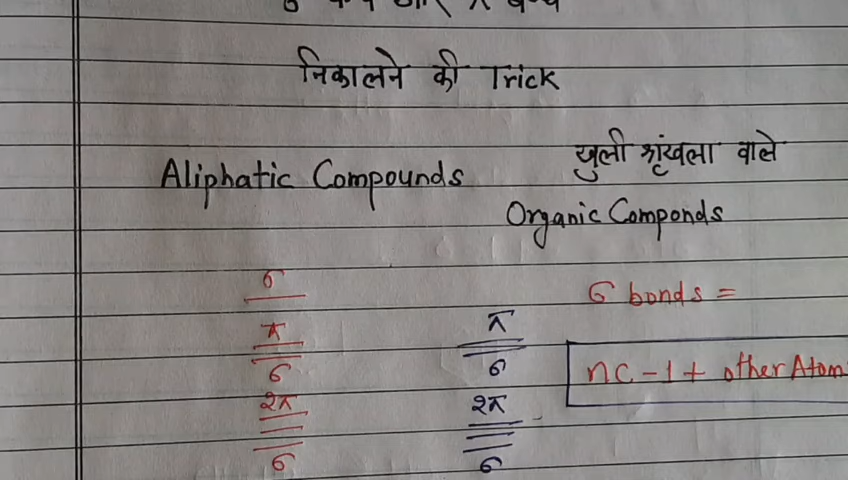 निकालने की Trick
खुली श्रृंखला वाले
Aliphatic Compounds
Organic Componds
σ
σ bonds =
π π
σ σ
nC-1+ other Atom
2π 2π
σ σ